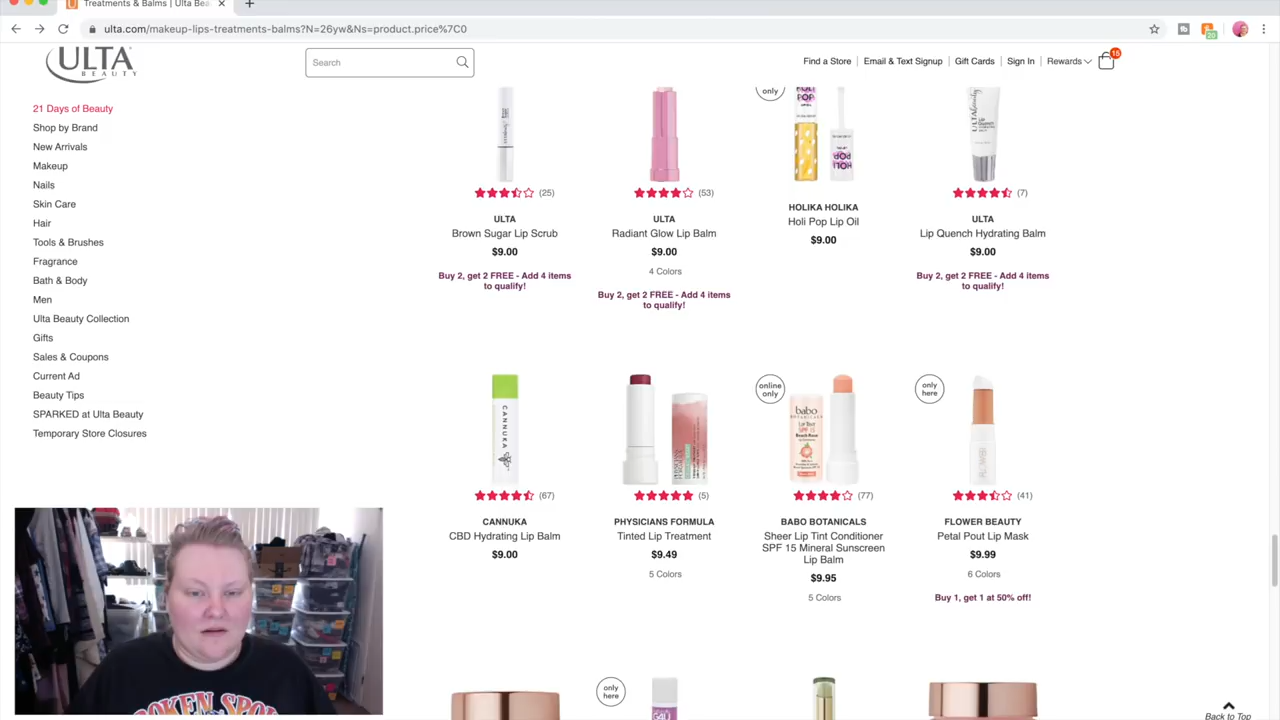 Treatments & Balms | Ulta Bea
ulta.com/makeup-lips-treatments-balms?N=26yw&Ns=product.price%7C0
20
ULTA
BEAUTY
Search
Find a Store
Email & Text Signup
Gift Cards
Sign In
Rewards
15
21 Days of Beauty
Shop by Brand
New Arrivals
Makeup
Nails
Skin Care
Hair
Tools & Brushes
Fragrance
Bath & Body
Men
Ulta Beauty Collection
Gifts
Sales & Coupons
Current Ad
Beauty Tips
SPARKED at Ulta Beauty
Temporary Store Closures
(25)
ULTA
Brown Sugar Lip Scrub
$9.00
Buy 2, get 2 FREE - Add 4 items
to qualify!
(53)
ULTA
Radiant Glow Lip Balm
$9.00
4 Colors
Buy 2, get 2 FREE - Add 4 items
to qualify!
only
POP
HOLIKA HOLIKA
Holi Pop Lip Oil
$9.00
(7)
ULTA
Lip Quench Hydrating Balm
$9.00
Buy 2, get 2 FREE - Add 4 items
to qualify!
CANNUKA
(67)
CANNUKA
CBD Hydrating Lip Balm
$9.00
(5)
PHYSICIANS FORMULA
Tinted Lip Treatment
$9.49
5 Colors
online
only
babo
BOTANICALS
(77)
BABO BOTANICALS
Sheer Lip Tint Conditioner
SPF 15 Mineral Sunscreen
Lip Balm
$9.95
5 Colors
only
here
FLOWER
(41)
FLOWER BEAUTY
Petal Pout Lip Mask
$9.99
6 Colors
Buy 1, get 1 at 50% off!
only
here
Back to Top
BROKEN SPOKE